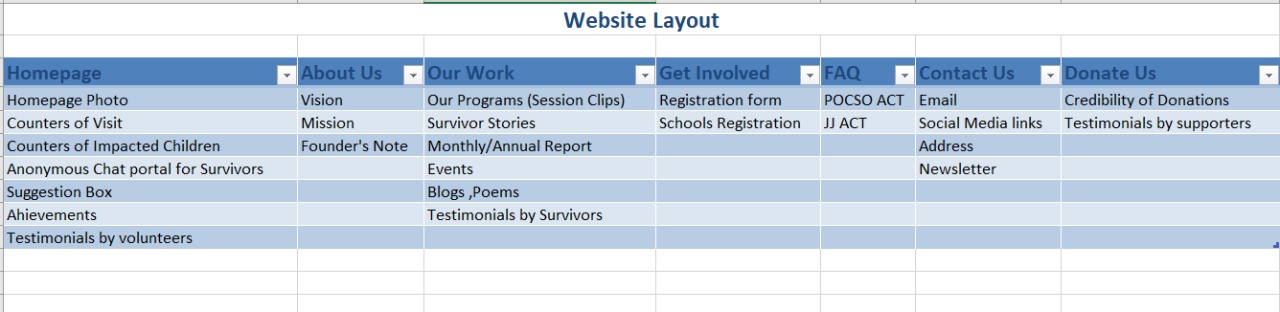 Website Layout
Homepage About Us Our Work Get Involved FAQ Contact Us Donate Us
Homepage Photo Vision Our Programs (Session Clips) Registration form POCSO ACT Email Credibility of Donations
Counters of Visit Mission Survivor Stories Schools Registration JJ ACT Social Media links Testimonials by supporters
Counters of Impacted Children Founder's Note Monthly/Annual Report Address
Anonymous Chat portal for Survivors Events Newsletter
Suggestion Box Blogs ,Poems
Ahievements Testimonials by Survivors
Testimonials by volunteers